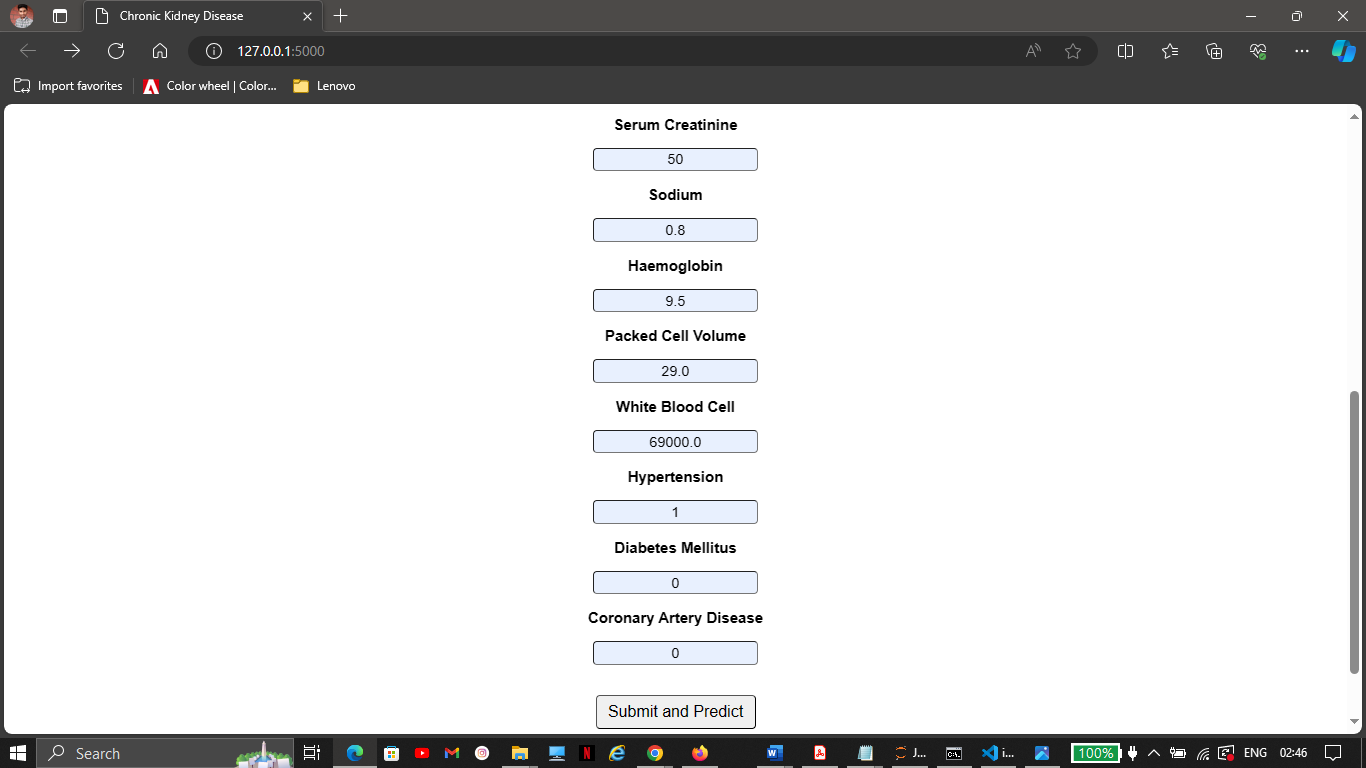 Chronic Kidney Disease
127.0.0.1:5000
Import favorites
Color wheel | Color...
Lenovo
Serum Creatinine
50
Sodium
0.8
Haemoglobin
9.5
Packed Cell Volume
29.0
White Blood Cell
69000.0
Hypertension
1
Diabetes Mellitus
0
Coronary Artery Disease
0
Submit and Predict
Search
J...
i...
100%
ENG
02:46